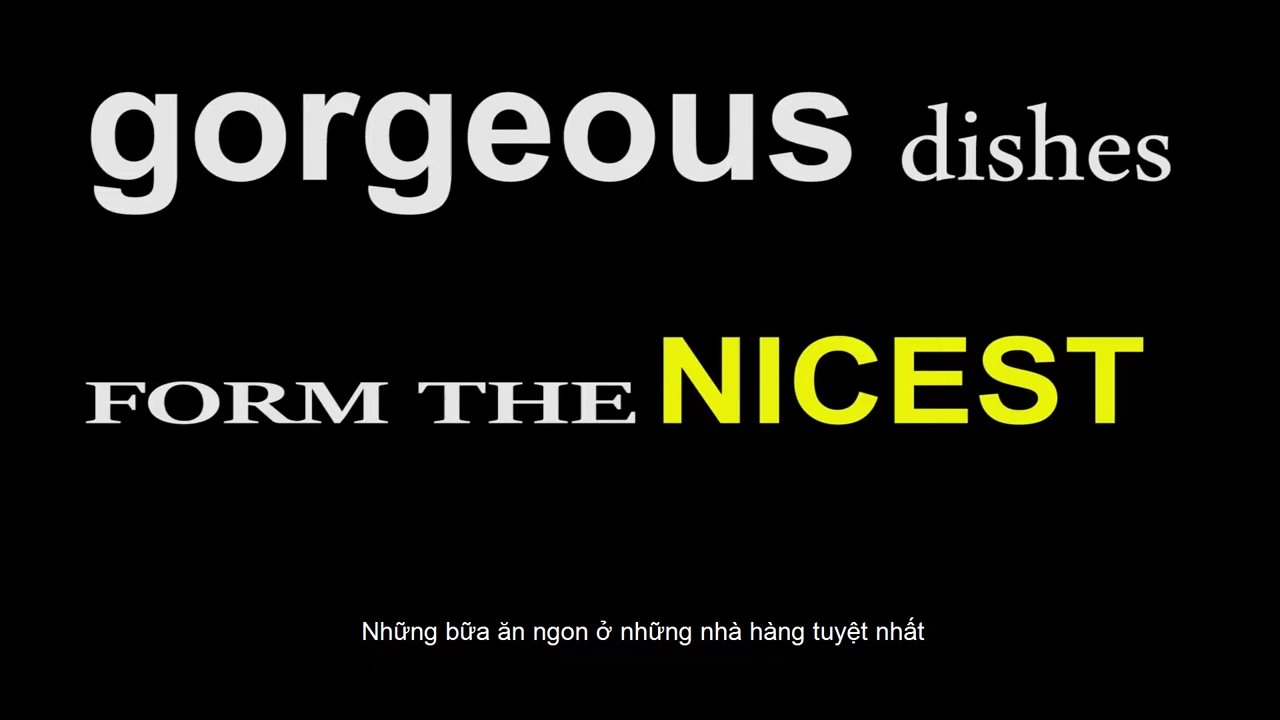 gorgeous dishes
FORM THE NICEST
Những bữa ăn ngon ở những nhà hàng tuyệt nhất